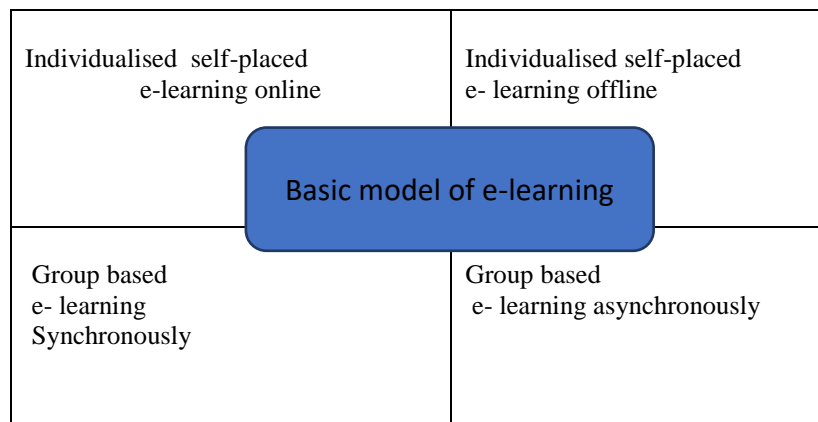 Individualised self-placed
e-learning online
Individualised self-placed
e- learning offline
Basic model of e-learning
Group based
e- learning
Synchronously
Group based
e- learning asynchronously